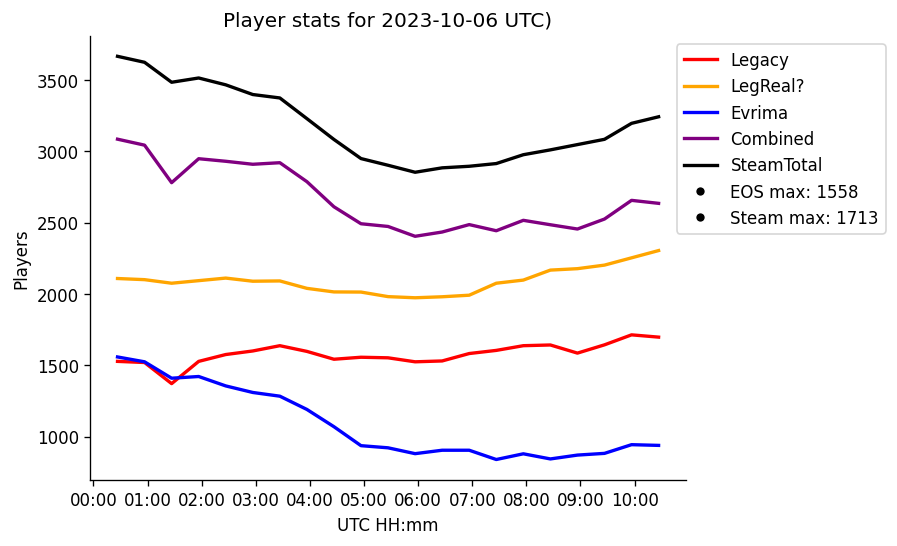 Player stats for 2023-10-06 UTC)
Legacy
LegReal?
Evrima
Combined
SteamTotal
EOS max: 1558
Steam max: 1713
Players
3500
3000
2500
2000
1500
1000
00:00 01:00 02:00 03:00 04:00 05:00 06:00 07:00 08:00 09:00 10:00
UTC HH:mm